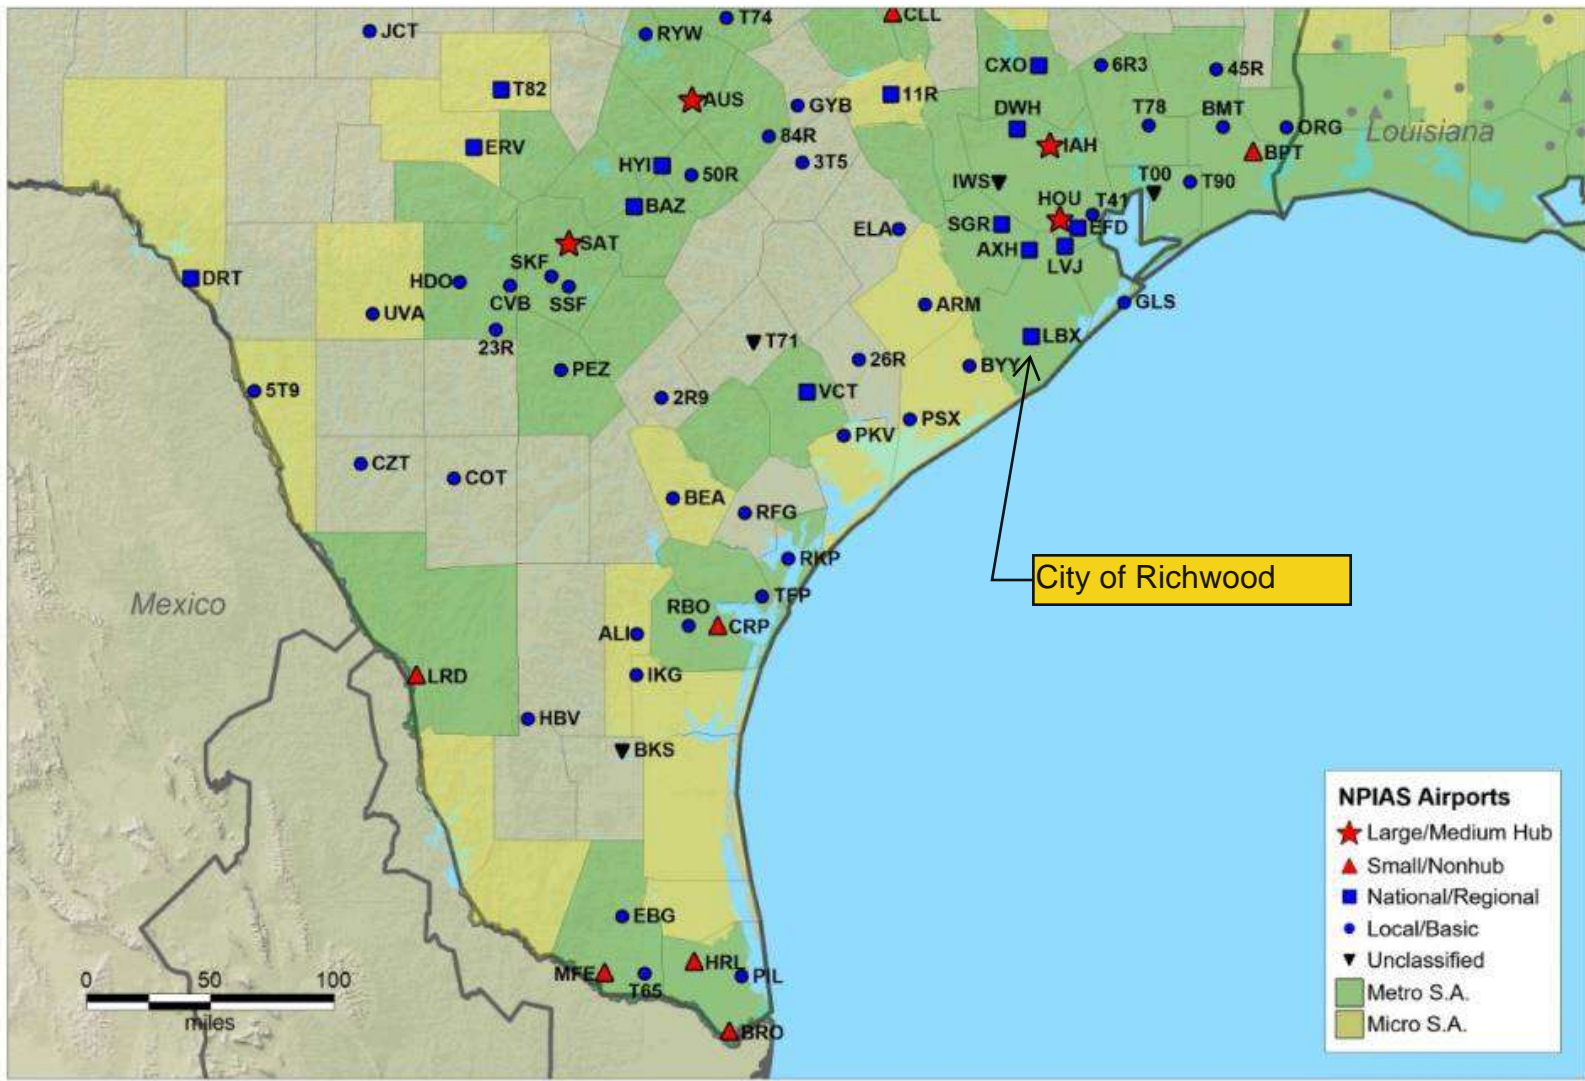 JCT
RYW
T74
CLL
CXO
6R3
45R
T82
AUS
GYB
11R
DWH
T78
BMT
ORG
Louisiana
84R
IAH
BPT
ERV
HYI
50R
3T5
IWS
T00
T90
BAZ
HOU
T41
SGR
EFD
ELA
SAT
AXH
LVJ
SKF
DRT
HDO
CVB
SSF
UVA
ARM
GLS
23R
T71
LBX
PEZ
26R
BYY
5T9
2R9
VCT
PSX
PKV
CZT
COT
BEA
RFG
RKP
City of Richwood
Mexico
TFP
RBO
CRP
ALI
LRD
IKG
HBV
BKS
EBG
MFE
T65
HRL
PIL
BRO
0 50 100
miles
NPIAS Airports
Large/Medium Hub
Small/Nonhub
National/Regional
Local/Basic
Unclassified
Metro S.A.
Micro S.A.